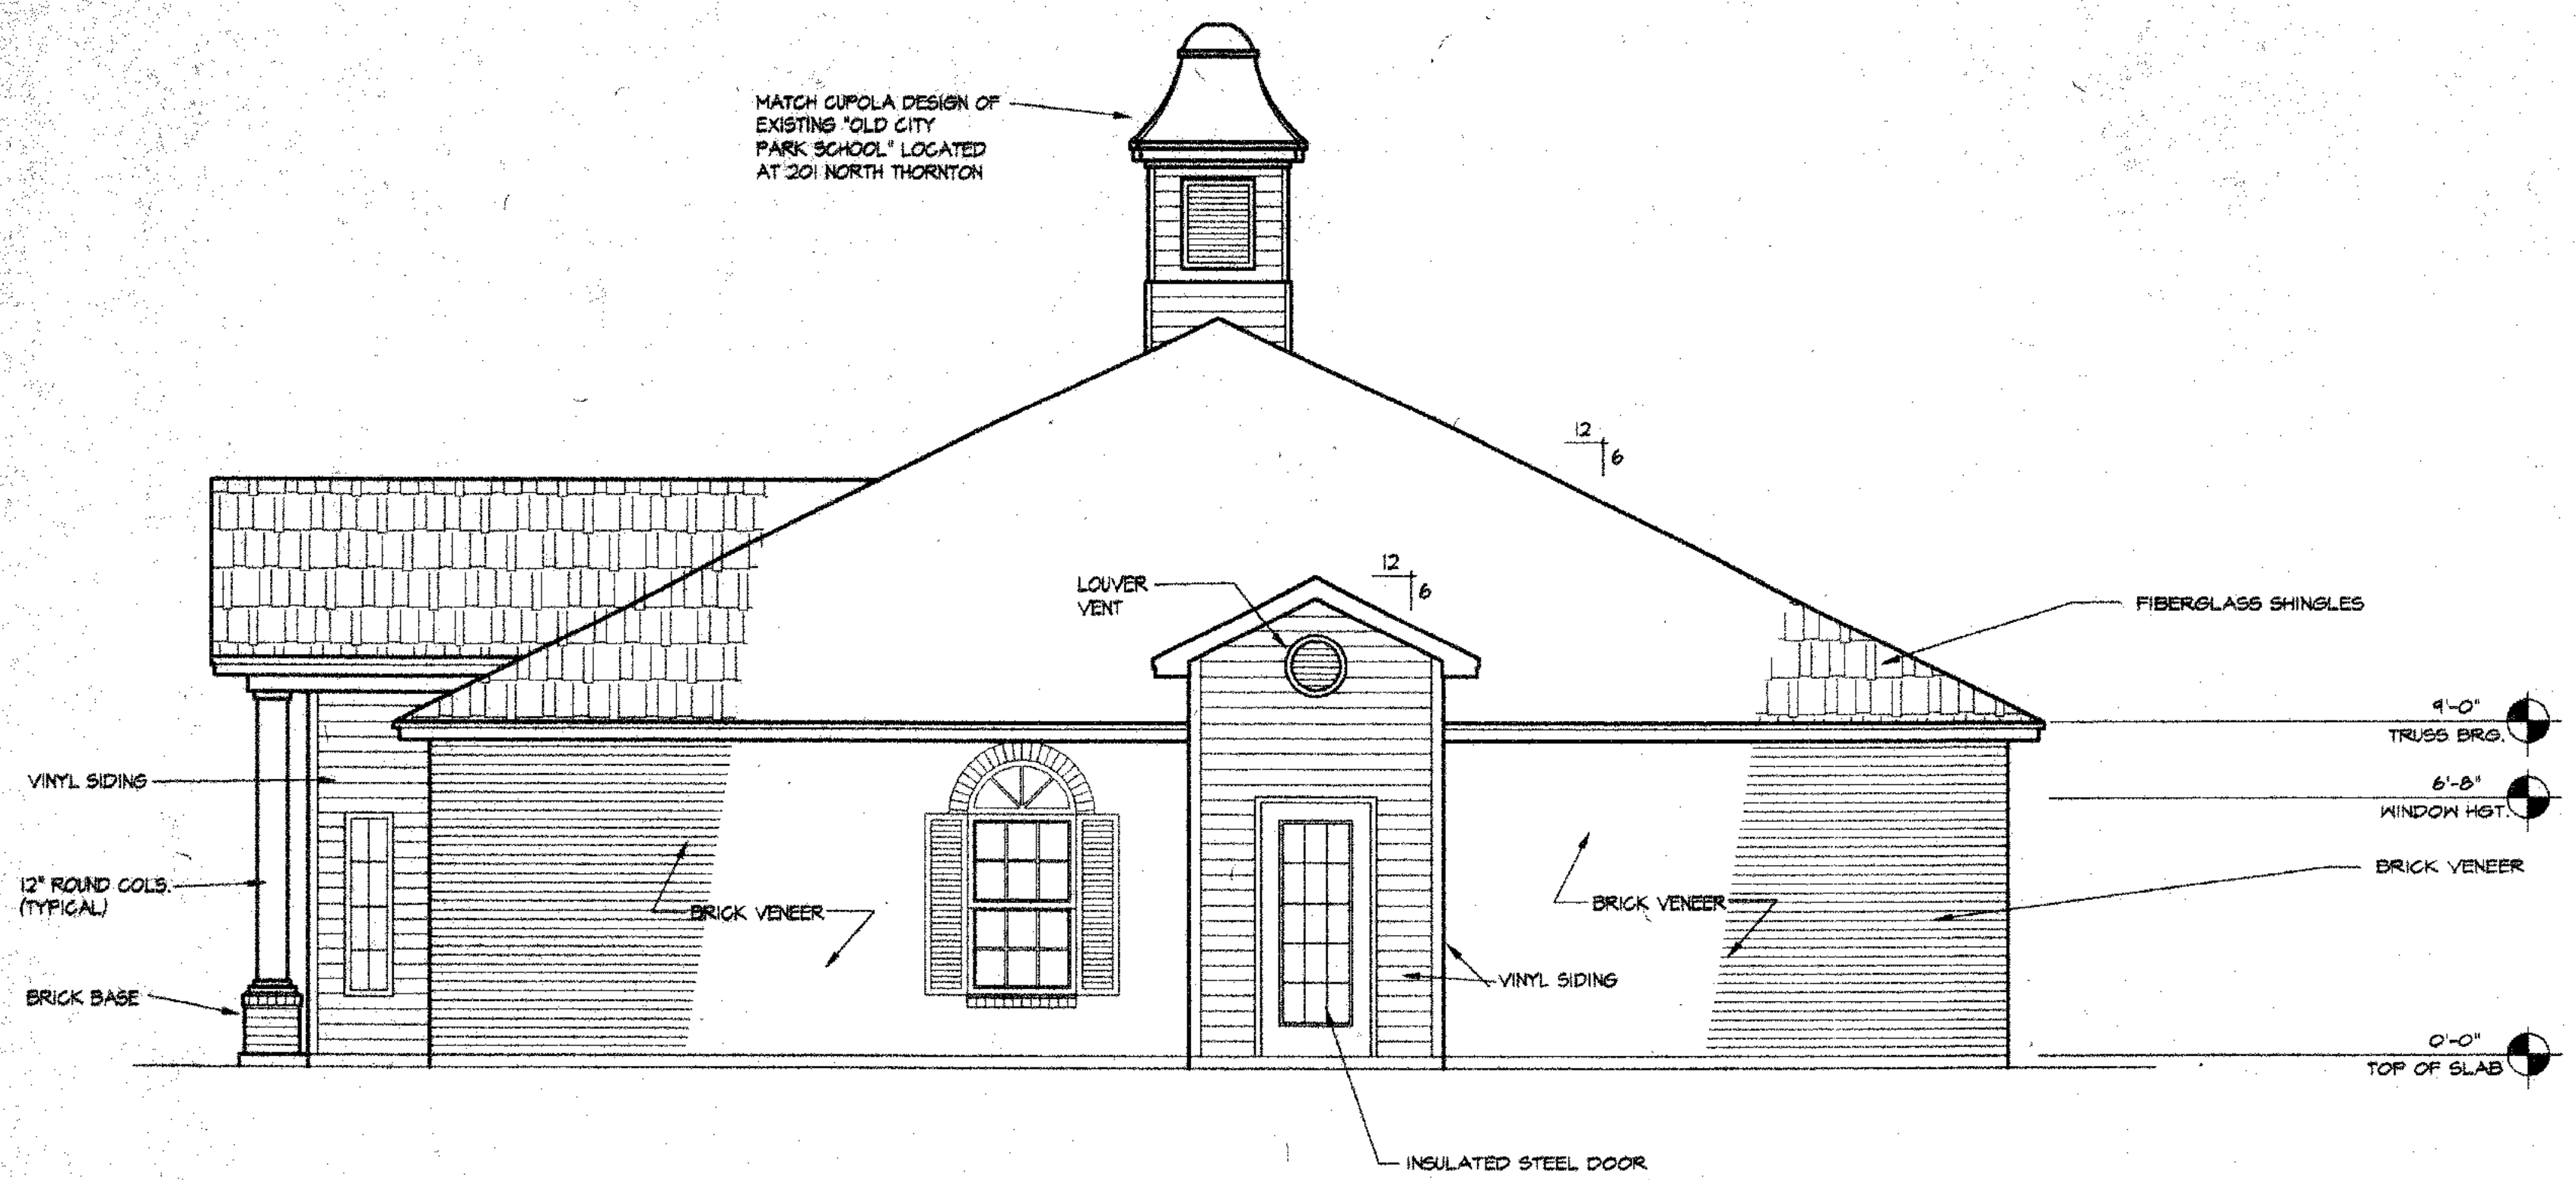 MATCH CUPOLA DESIGN OF
EXISTING "OLD CITY
PARK SCHOOL" LOCATED
AT 201 NORTH THORNTON
12
6
12
6
LOUVER
VENT
FIBERGLASS SHINGLES
9'-0"
TRUSS BRG.
6'-8"
WINDOW HGT.
VINYL SIDING
BRICK VENEER
12" ROUND COLS.
(TYPICAL)
BRICK VENEER
BRICK VENEER
VINYL SIDING
BRICK BASE
0'-0"
TOP OF SLAB
INSULATED STEEL DOOR